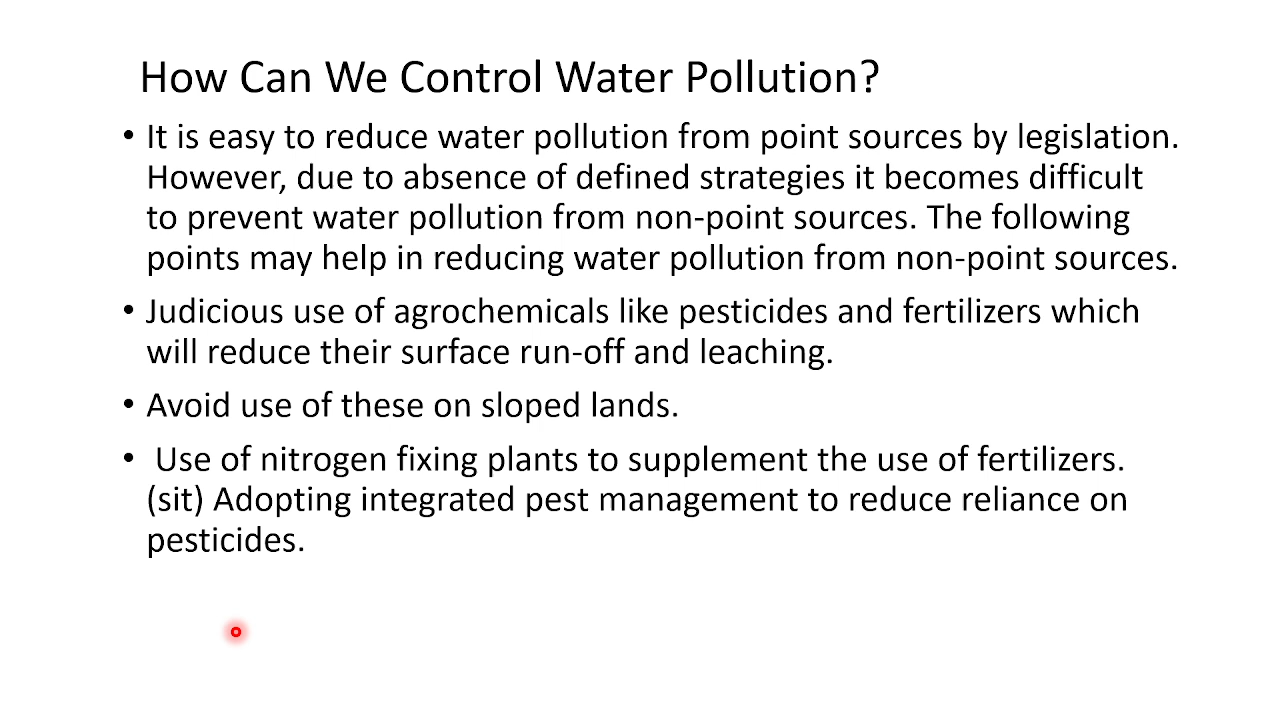 How Can We Control Water Pollution?
• It is easy to reduce water pollution from point sources by legislation.
However, due to absence of defined strategies it becomes difficult
to prevent water pollution from non-point sources. The following
points may help in reducing water pollution from non-point sources.
• Judicious use of agrochemicals like pesticides and fertilizers which
will reduce their surface run-off and leaching.
• Avoid use of these on sloped lands.
• Use of nitrogen fixing plants to supplement the use of fertilizers.
(sit) Adopting integrated pest management to reduce reliance on
pesticides.